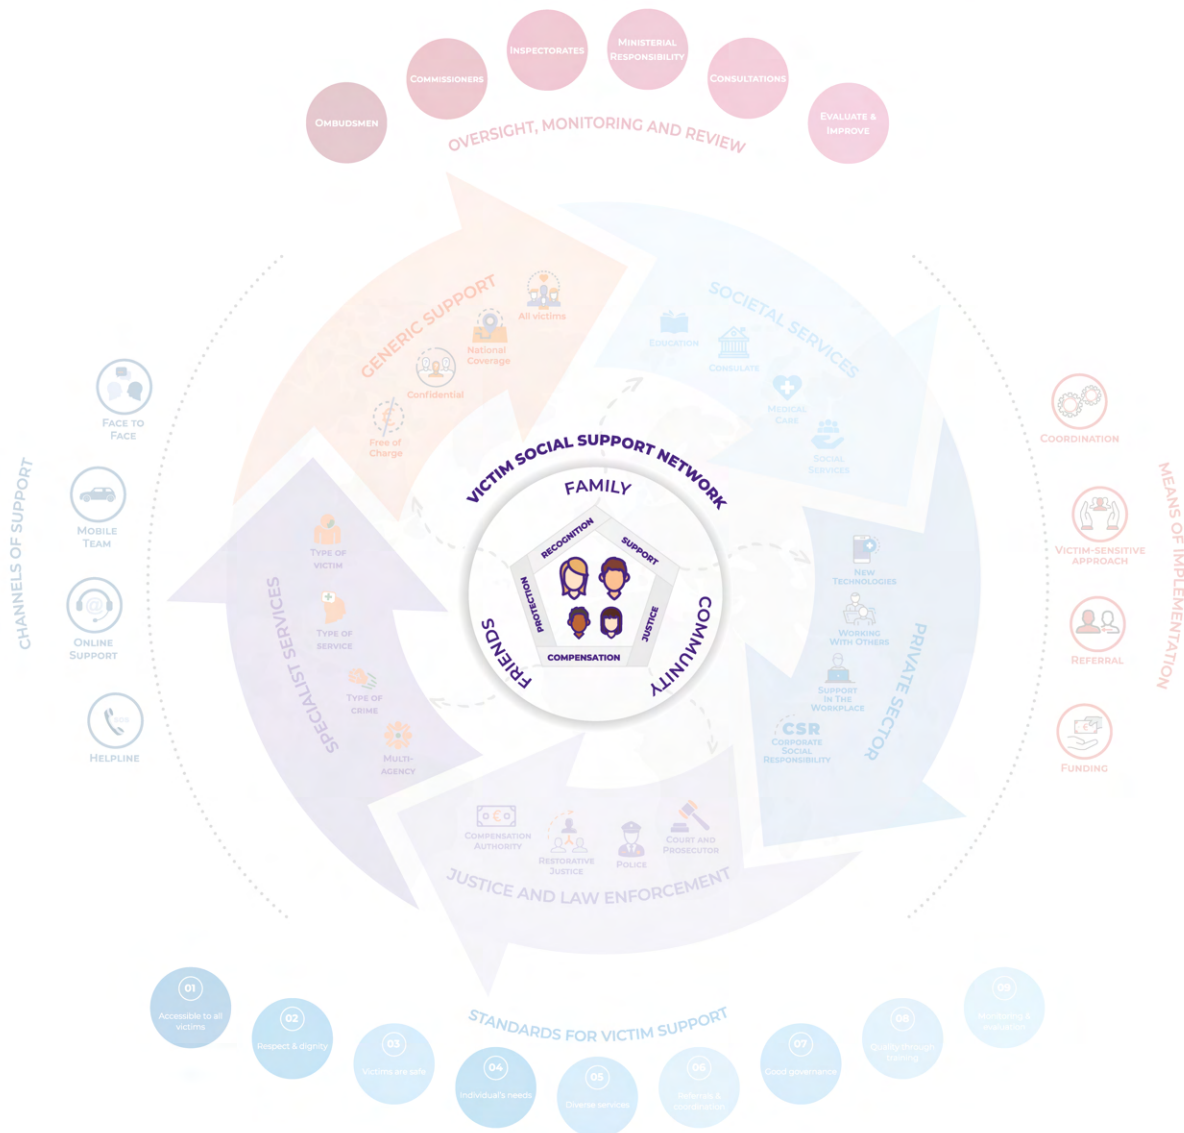 INSPECTORATES
MINISTERIAL
RESPONSIBILITY
COMMISSIONERS
CONSULTATIONS
OMBUDSMEN
EVALUATE &
IMPROVE
OVERSIGHT, MONITORING AND REVIEW
GENERIC SUPPORT
All victims
National
Coverage
Confidential
Free of
Charge
SOCIETAL SERVICES
EDUCATION
CONSULATE
MEDICAL
CARE
SOCIAL
SERVICES
CHANNELS OF SUPPORT
FACE TO
FACE
MOBILE
TEAM
ONLINE
SUPPORT
HELPLINE
SOS
VICTIM SOCIAL SUPPORT NETWORK
FAMILY
COMMUNITY
FRIENDS
RECOGNITION
SUPPORT
JUSTICE
COMPENSATION
PROTECTION
MEANS OF IMPLEMENTATION
COORDINATION
VICTIM-SENSITIVE
APPROACH
REFERRAL
FUNDING
SPECIALIST SERVICES
TYPE OF
VICTIM
TYPE OF
SERVICE
TYPE OF
CRIME
MULTI-
AGENCY
PRIVATE SECTOR
NEW
TECHNOLOGIES
WORKING
WITH OTHERS
SUPPORT
IN THE
WORKPLACE
CSR
CORPORATE
SOCIAL
RESPONSIBILITY
COMPENSATION
AUTHORITY
RESTORATIVE
JUSTICE
POLICE
COURT AND
PROSECUTOR
JUSTICE AND LAW ENFORCEMENT
STANDARDS FOR VICTIM SUPPORT
01
Accessible to all
victims
02
Respect & dignity
03
Victims are safe
04
Individual's needs
05
Diverse services
06
Referrals &
coordination
07
Good governance
08
Quality through
training
09
Monitoring &
evaluation